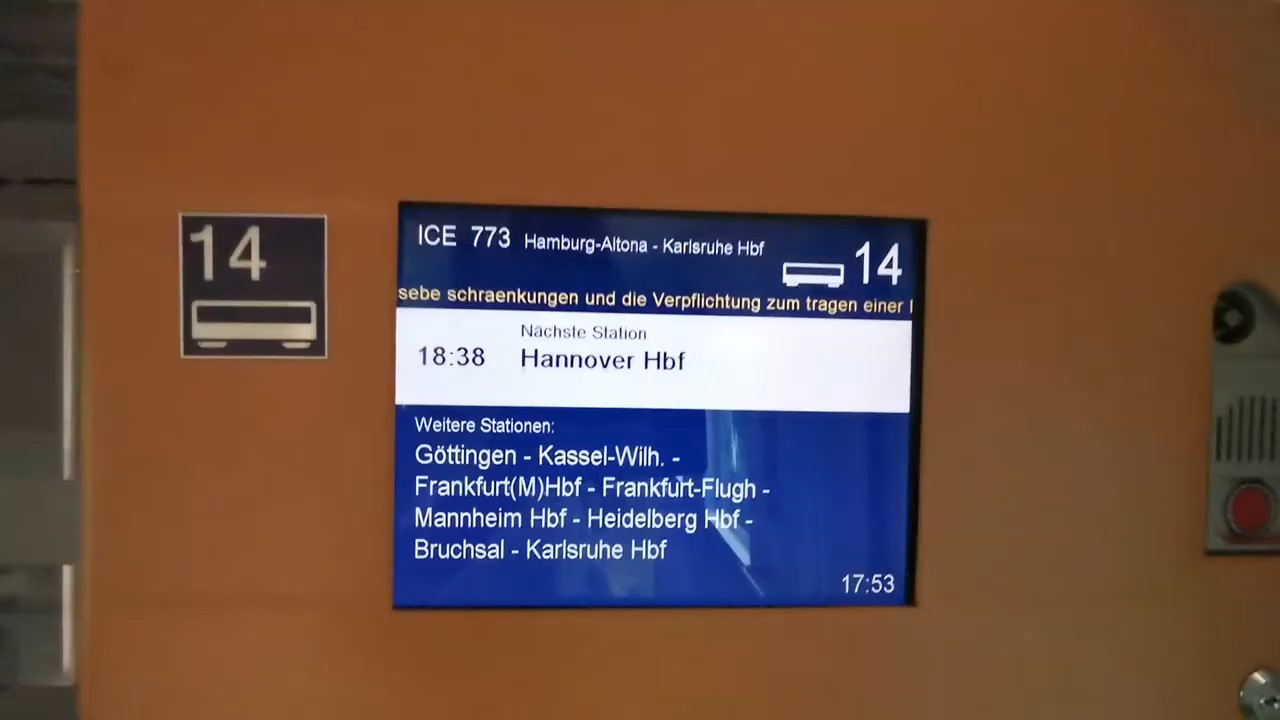 14
ICE 773 Hamburg-Altona - Karlsruhe Hbf
14
sebe schraenkungen und die Verpflichtung zum tragen einer
Nächste Station
18:38 Hannover Hbf
Weitere Stationen:
Göttingen - Kassel-Wilh. -
Frankfurt(M)Hbf - Frankfurt-Flugh -
Mannheim Hbf - Heidelberg Hbf -
Bruchsal - Karlsruhe Hbf
17:53